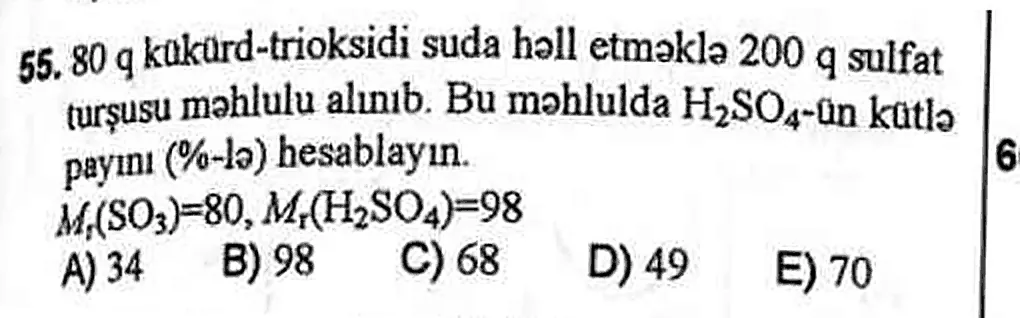 55. 80 q kükürd-trioksidi suda həll etməklə 200 q sulfat
turşusu məhlulu alınıb. Bu məhlulda H₂SO₄-ün kütlə
payını (%-lə) hesablayın.
Mᵣ(SO₃)=80, Mᵣ(H₂SO₄)=98
A) 34 B) 98 C) 68 D) 49 E) 70
6